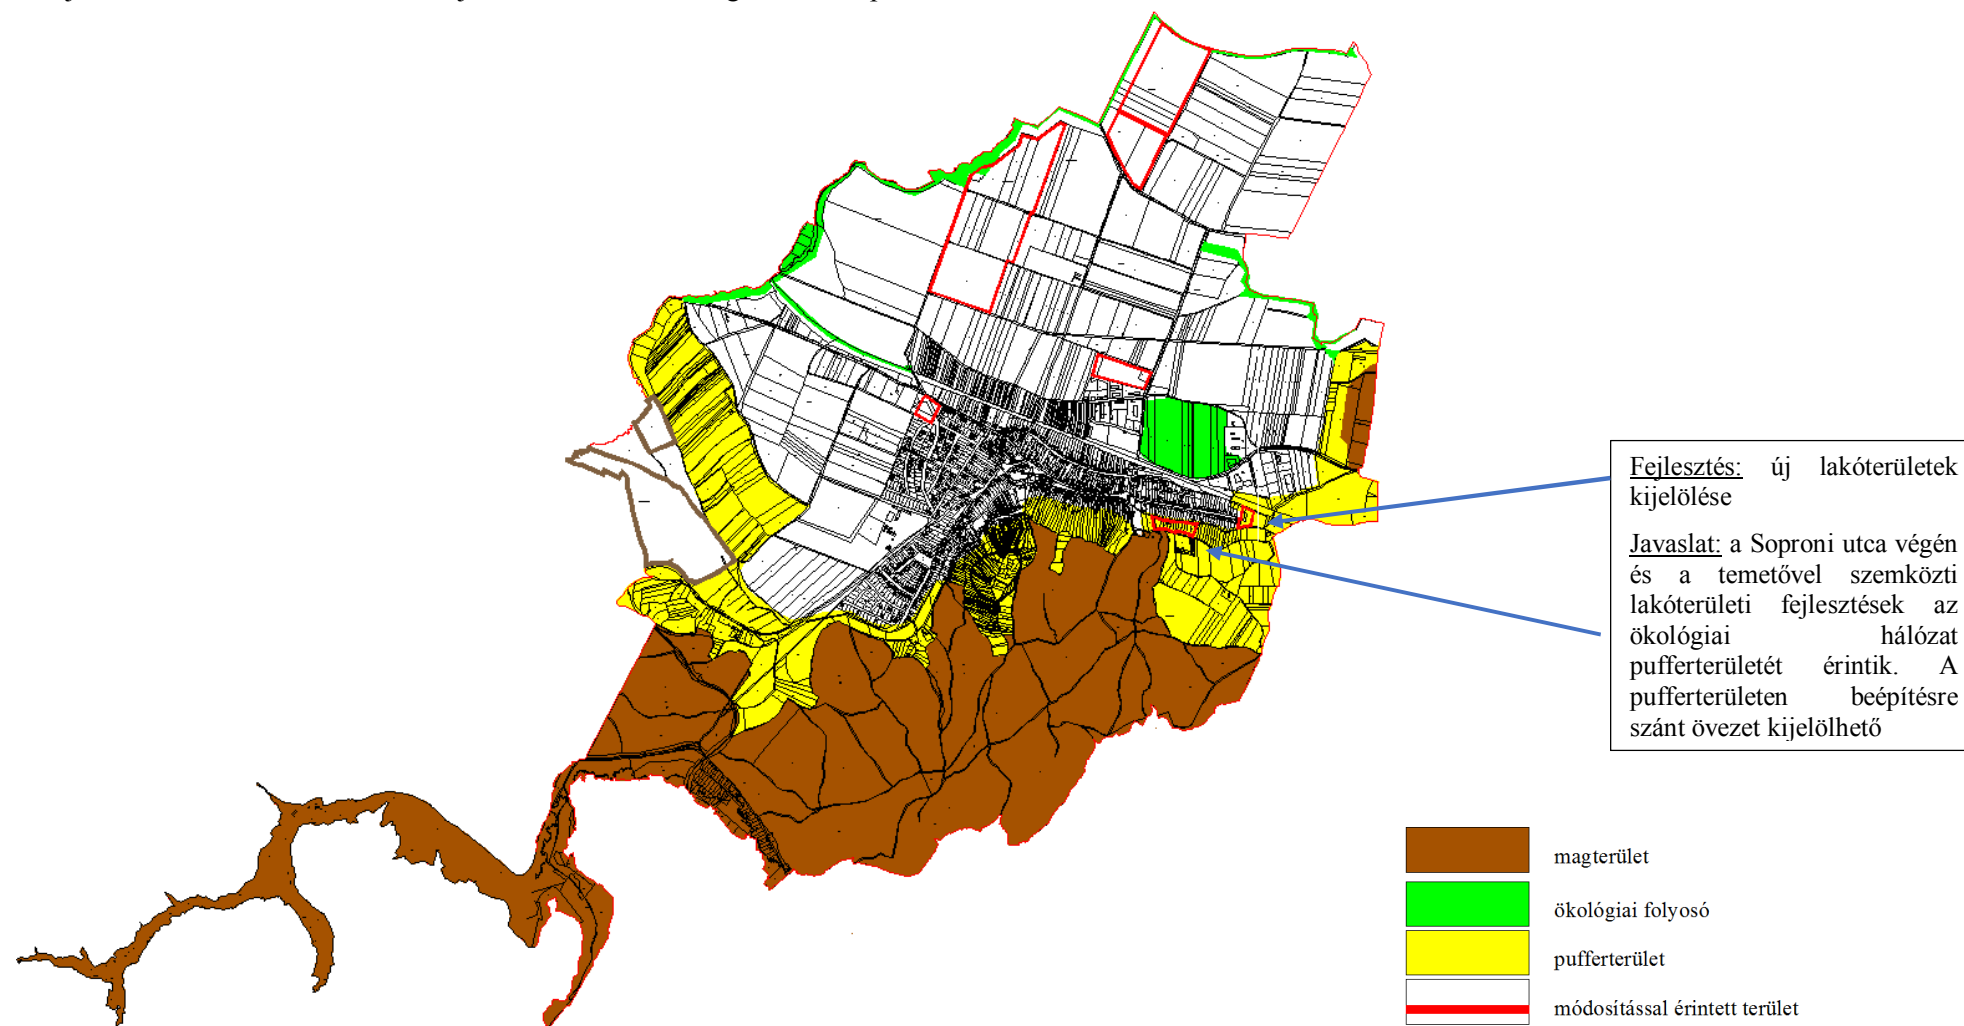 Fejlesztés: új lakóterületek
kijelölése
Javaslat: a Soproni utca végén
és a temetővel szemközti
lakóterületi fejlesztések az
ökológiai hálózat
pufferterületét érintik. A
pufferterületen beépítésre
szánt övezet kijelölhető
magterület
ökológiai folyosó
pufferterület
módosítással érintett terület